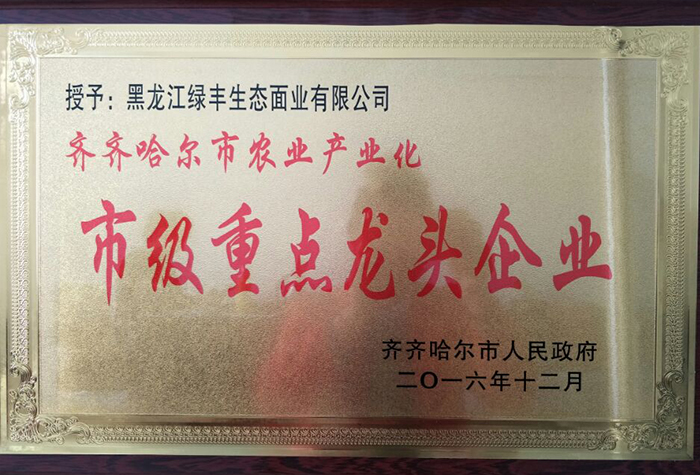 授予：黑龙江绿丰生态面业有限公司
齐齐哈尔市农业产业化
市级重点龙头企业
齐齐哈尔市人民政府
二〇一六年十二月